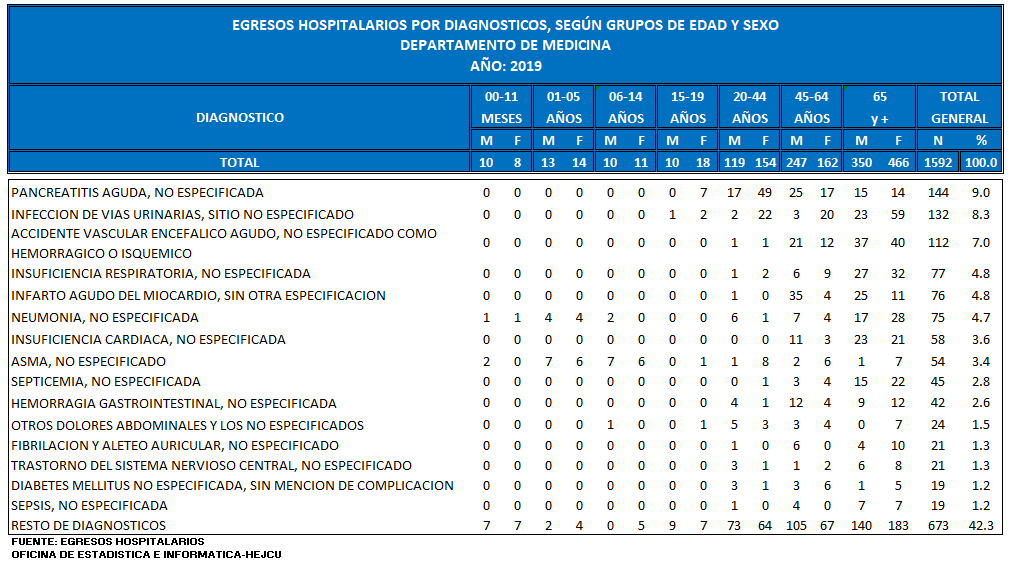 EGRESOS HOSPITALARIOS POR DIAGNOSTICOS, SEGÚN GRUPOS DE EDAD Y SEXO
DEPARTAMENTO DE MEDICINA
AÑO: 2019
DIAGNOSTICO 00-11 MESES 01-05 AÑOS 06-14 AÑOS 15-19 AÑOS 20-44 AÑOS 45-64 AÑOS 65 y + TOTAL GENERAL
M F M F M F M F M F M F M F N %
TOTAL 10 8 13 14 10 11 10 18 119 154 247 162 350 466 1592 100.0
PANCREATITIS AGUDA, NO ESPECIFICADA 0 0 0 0 0 0 0 7 17 49 25 17 15 14 144 9.0
INFECCION DE VIAS URINARIAS, SITIO NO ESPECIFICADO 0 0 0 0 0 0 1 2 2 22 3 20 23 59 132 8.3
ACCIDENTE VASCULAR ENCEFALICO AGUDO, NO ESPECIFICADO COMO
HEMORRAGICO O ISQUEMICO 0 0 0 0 0 0 0 0 1 1 21 12 37 40 112 7.0
INSUFICIENCIA RESPIRATORIA, NO ESPECIFICADA 0 0 0 0 0 0 0 0 1 2 6 9 27 32 77 4.8
INFARTO AGUDO DEL MIOCARDIO, SIN OTRA ESPECIFICACION 0 0 0 0 0 0 0 0 1 0 35 4 25 11 76 4.8
NEUMONIA, NO ESPECIFICADA 1 1 4 4 2 0 0 0 6 1 7 4 17 28 75 4.7
INSUFICIENCIA CARDIACA, NO ESPECIFICADA 0 0 0 0 0 0 0 0 0 0 11 3 23 21 58 3.6
ASMA, NO ESPECIFICADO 2 0 7 6 7 6 0 1 1 8 2 6 1 7 54 3.4
SEPTICEMIA, NO ESPECIFICADA 0 0 0 0 0 0 0 0 0 1 3 4 15 22 45 2.8
HEMORRAGIA GASTROINTESTINAL, NO ESPECIFICADA 0 0 0 0 0 0 0 0 4 1 12 4 9 12 42 2.6
OTROS DOLORES ABDOMINALES Y LOS NO ESPECIFICADOS 0 0 0 0 1 0 0 1 5 3 3 4 0 7 24 1.5
FIBRILACION Y ALETEO AURICULAR, NO ESPECIFICADO 0 0 0 0 0 0 0 0 1 0 6 0 4 10 21 1.3
TRASTORNO DEL SISTEMA NERVIOSO CENTRAL, NO ESPECIFICADO 0 0 0 0 0 0 0 0 3 1 1 2 6 8 21 1.3
DIABETES MELLITUS NO ESPECIFICADA, SIN MENCION DE COMPLICACION 0 0 0 0 0 0 0 0 3 1 3 6 1 5 19 1.2
SEPSIS, NO ESPECIFICADA 0 0 0 0 0 0 0 0 1 0 4 0 7 7 19 1.2
RESTO DE DIAGNOSTICOS 7 7 2 4 0 5 9 7 73 64 105 67 140 183 673 42.3
FUENTE: EGRESOS HOSPITALARIOS
OFICINA DE ESTADISTICA E INFORMATICA-HEJCU